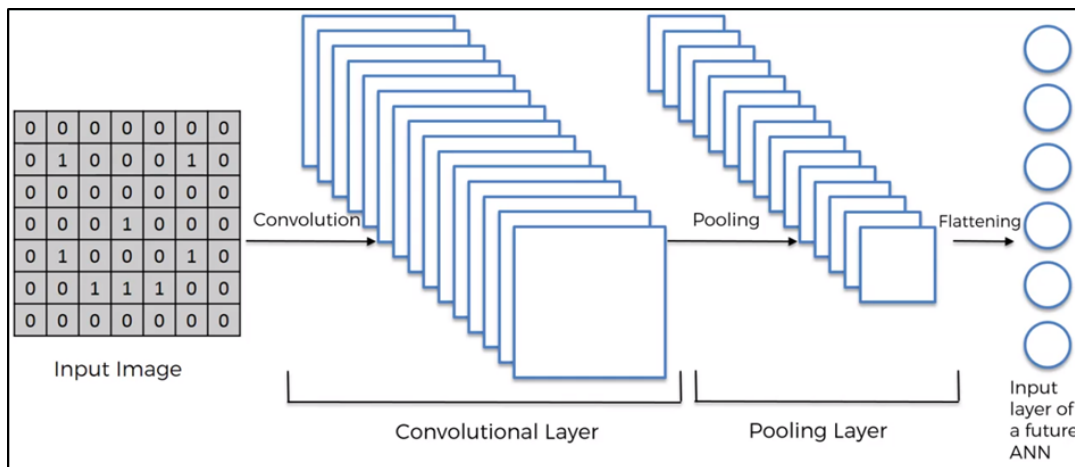 0 0 0 0 0 0 0
0 1 0 0 0 1 0
0 0 0 0 0 0 0
0 0 0 1 0 0 0
0 1 0 0 0 1 0
0 0 1 1 1 0 0
0 0 0 0 0 0 0
Input Image
Convolution
Convolutional Layer
Pooling
Pooling Layer
Flattening
Input
layer of
a future
ANN